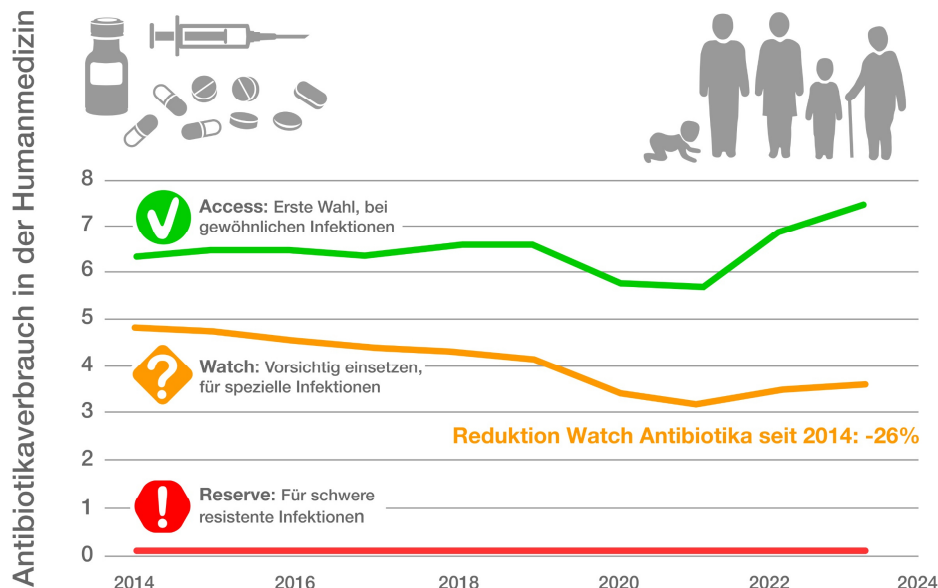 Antibiotikaverbrauch in der Humanmedizin
8
Access: Erste Wahl, bei
gewöhnlichen Infektionen
7
6
5
4
Watch: Vorsichtig einsetzen,
für spezielle Infektionen
3
Reduktion Watch Antibiotika seit 2014: -26%
2
Reserve: Für schwere
resistente Infektionen
1
0
2014 2016 2018 2020 2022 2024